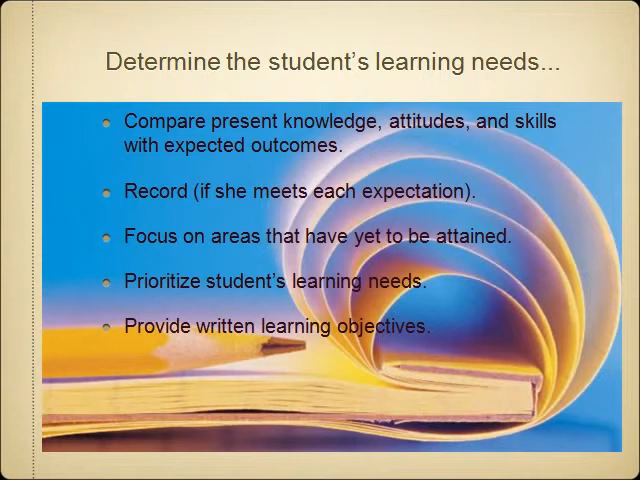 Determine the student’s learning needs...
Compare present knowledge, attitudes, and skills
with expected outcomes.
Record (if she meets each expectation).
Focus on areas that have yet to be attained.
Prioritize student’s learning needs.
Provide written learning objectives.